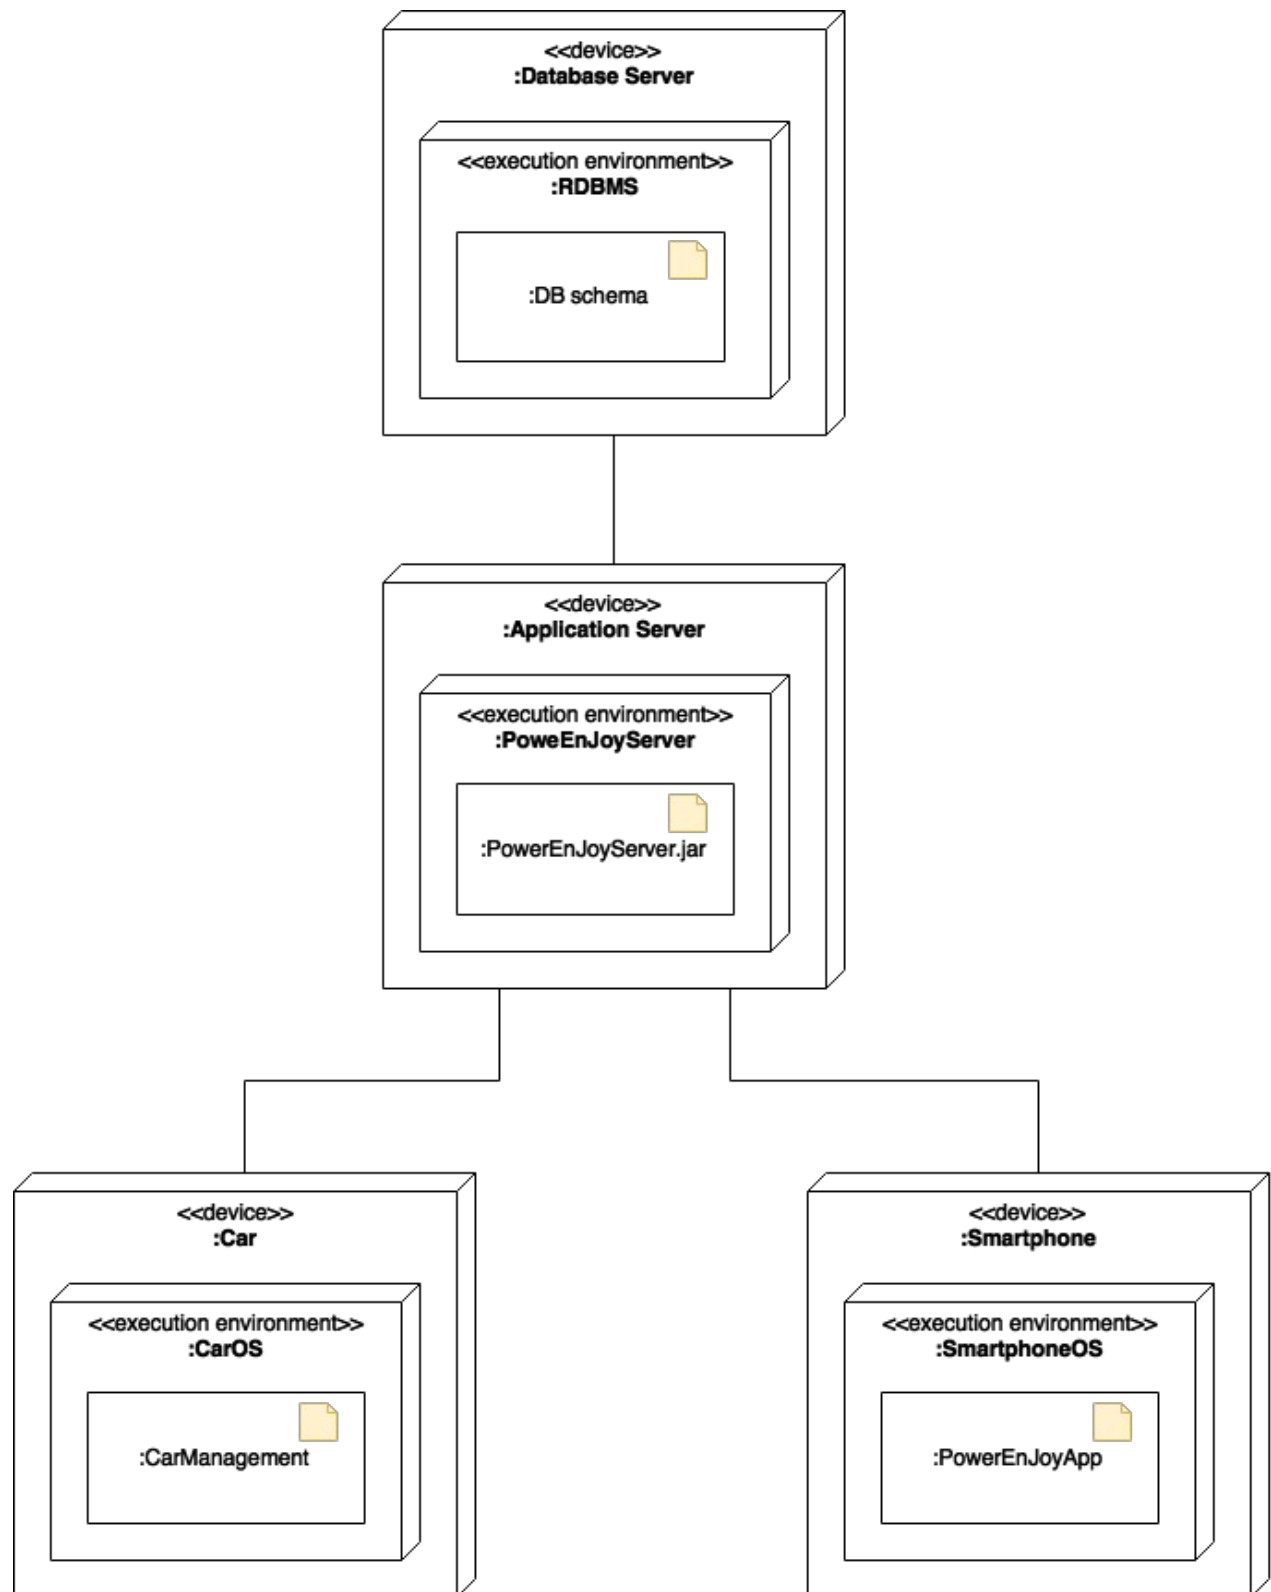 <<device>>
:Database Server
<<execution environment>>
:RDBMS
:DB schema
<<device>>
:Application Server
<<execution environment>>
:PoweEnJoyServer
:PowerEnJoyServer.jar
<<device>>
:Car
<<execution environment>>
:CarOS
:CarManagement
<<device>>
:Smartphone
<<execution environment>>
:SmartphoneOS
:PowerEnJoyApp